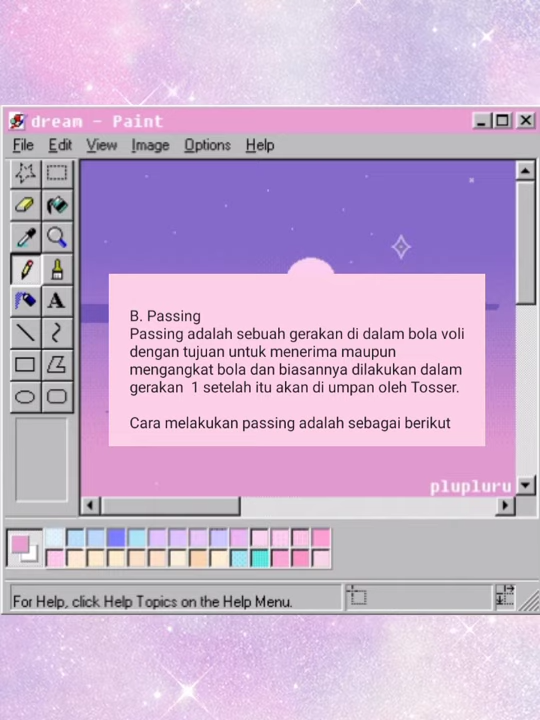 dream - Paint
File Edit View Image Options Help
A
B. Passing
Passing adalah sebuah gerakan di dalam bola voli
dengan tujuan untuk menerima maupun
mengangkat bola dan biasannya dilakukan dalam
gerakan  1 setelah itu akan di umpan oleh Tosser.
Cara melakukan passing adalah sebagai berikut
plupluru
For Help, click Help Topics on the Help Menu.